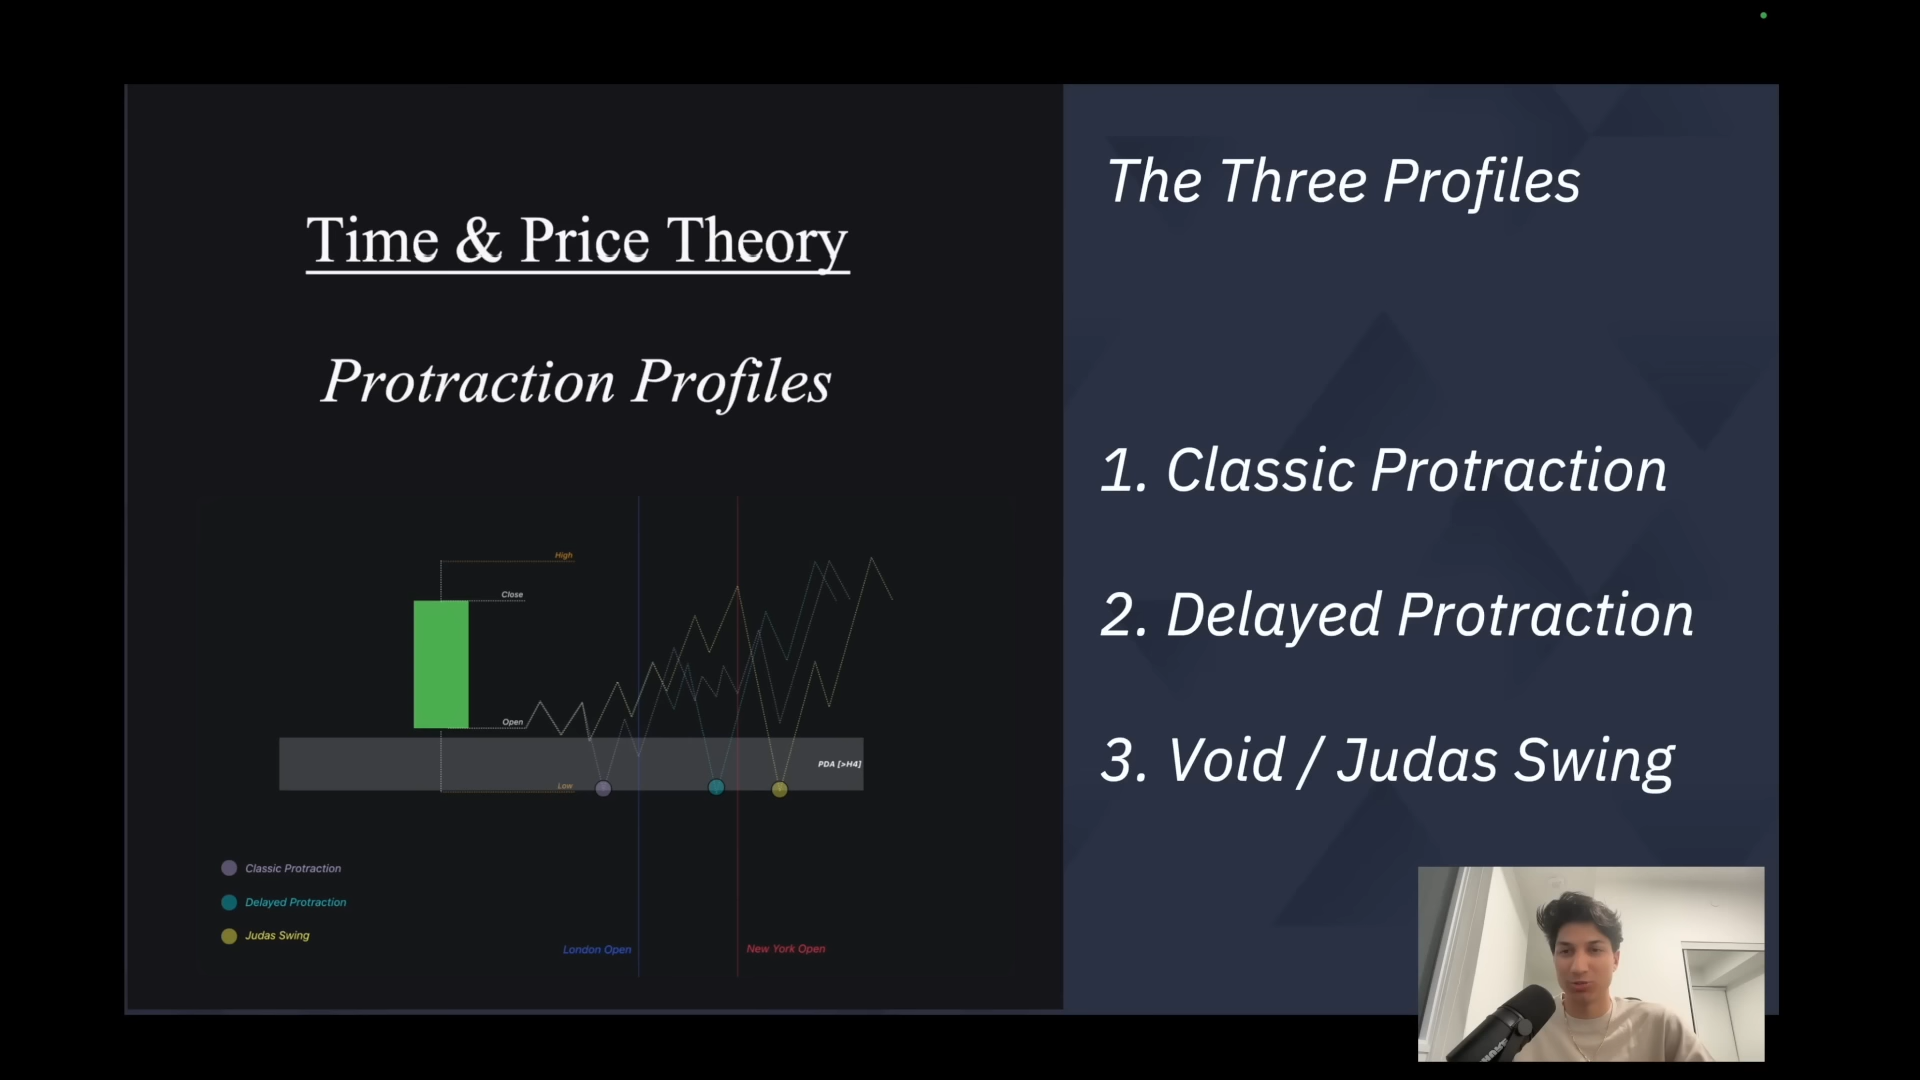 Time & Price Theory
Protraction Profiles
High
Close
Open
PDA [>H4]
Low
Classic Protraction
Delayed Protraction
Judas Swing
London Open
New York Open
The Three Profiles
1. Classic Protraction
2. Delayed Protraction
3. Void / Judas Swing